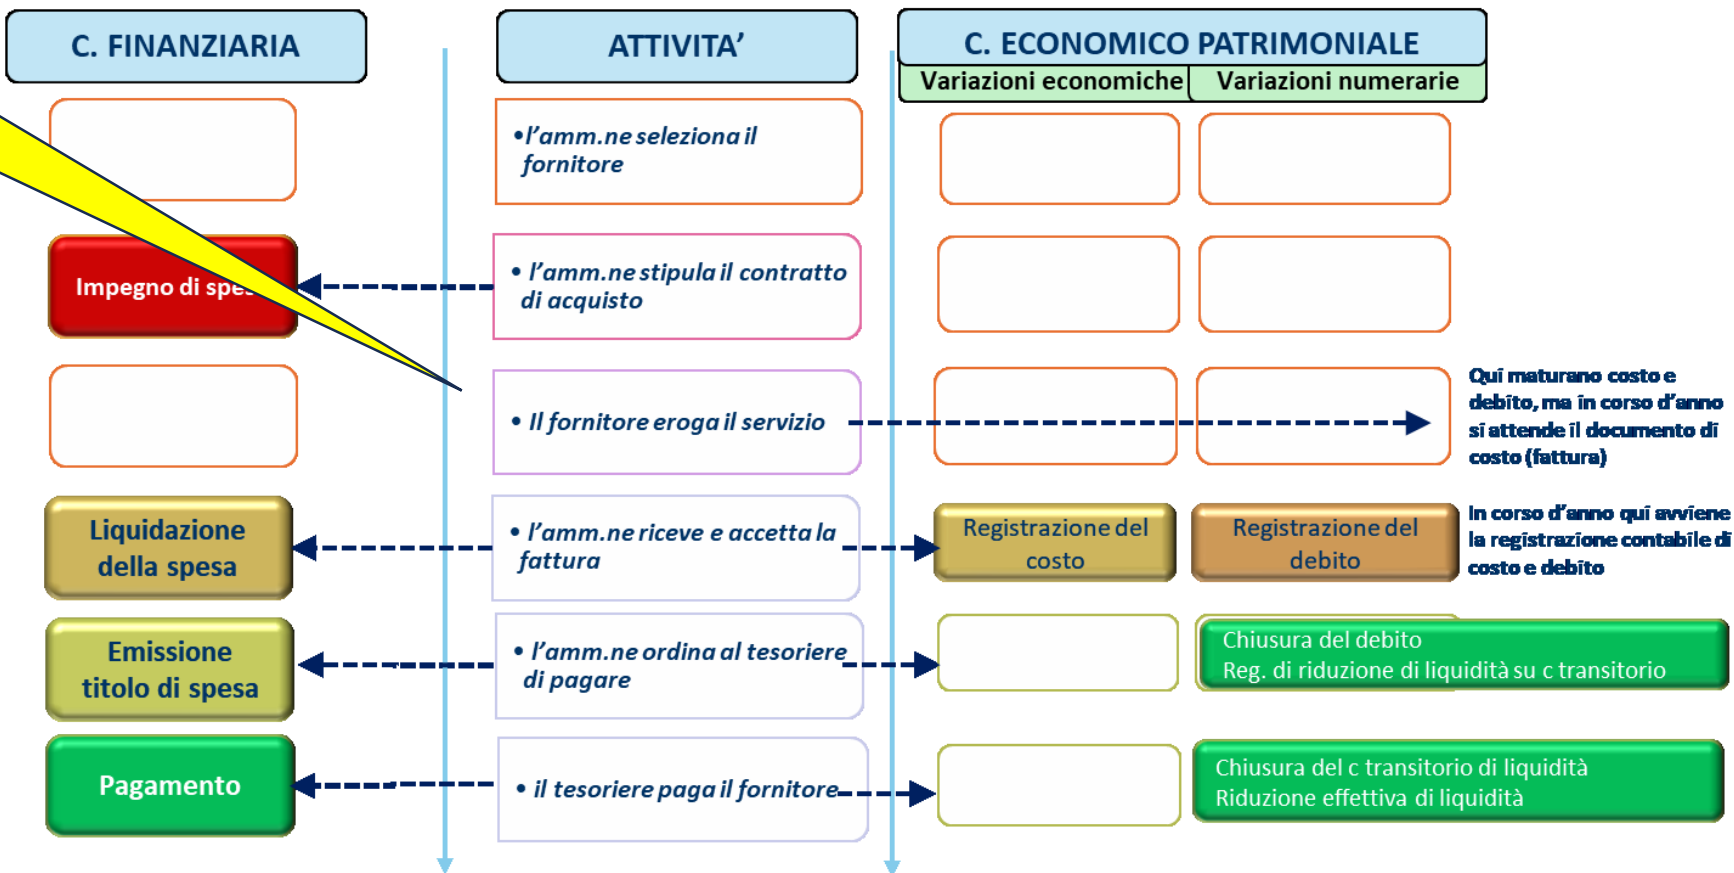 C. FINANZIARIA
ATTIVITA’
C. ECONOMICO PATRIMONIALE
Variazioni economiche
Variazioni numerarie
•l’amm.ne seleziona il
fornitore
Impegno di spe
• l’amm.ne stipula il contratto
di acquisto
• Il fornitore eroga il servizio
Qui maturano costo e
debito, ma in corso d’anno
si attende il documento di
costo (fattura)
Liquidazione
della spesa
• l’amm.ne riceve e accetta la
fattura
Registrazione del
costo
Registrazione del
debito
In corso d’anno qui avviene
la registrazione contabile di
costo e debito
Emissione
titolo di spesa
• l’amm.ne ordina al tesoriere
di pagare
Chiusura del debito
Reg. di riduzione di liquidità su c transitorio
Pagamento
• il tesoriere paga il fornitore
Chiusura del c transitorio di liquidità
Riduzione effettiva di liquidità